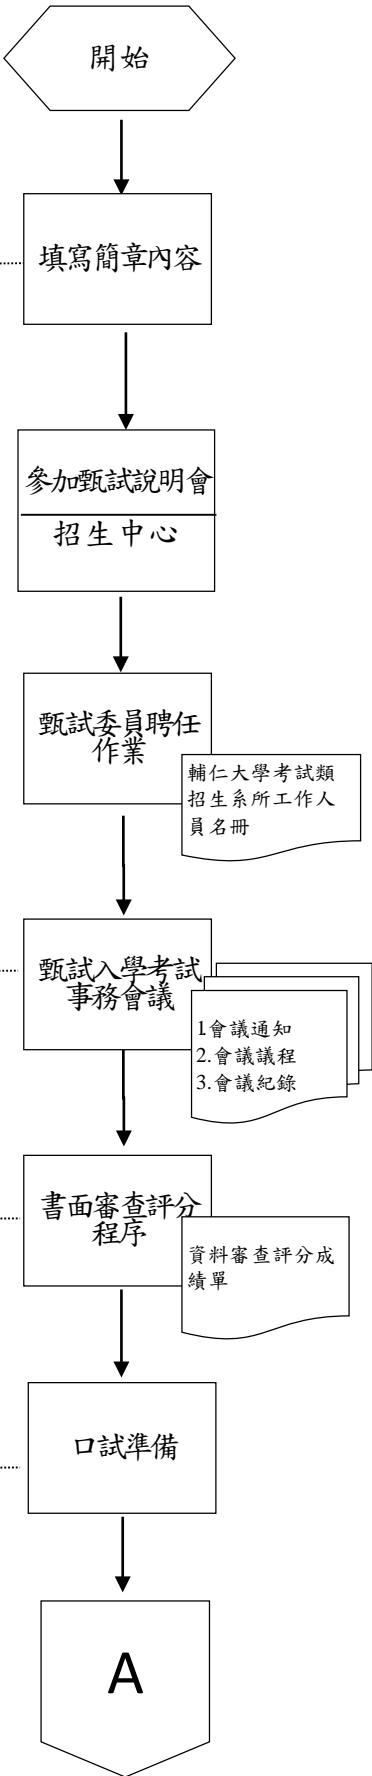 開始
填寫簡章內容
參加甄試說明會
招生中心
甄試委員聘任
作業
輔仁大學考試類
招生系所工作人
員名冊
甄試入學考試
事務會議
1.會議通知
2.會議議程
3.會議紀錄
書面審查評分
程序
資料審查評分成
績單
口試準備
A